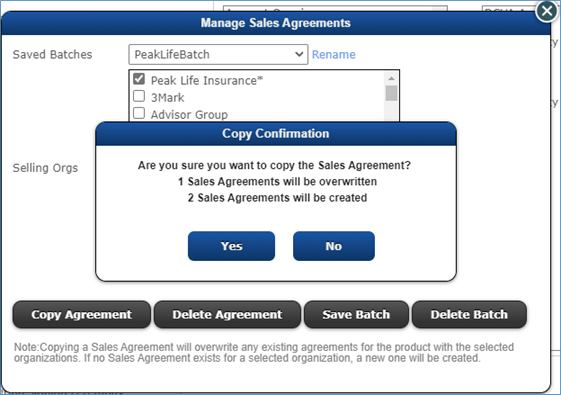 Manage Sales Agreements
Saved Batches
PeakLifeBatch
Rename
Peak Life Insurance*
3Mark
Advisor Group
Selling Orgs
Copy Confirmation
Are you sure you want to copy the Sales Agreement?
1 Sales Agreements will be overwritten
2 Sales Agreements will be created
Yes
No
Copy Agreement
Delete Agreement
Save Batch
Delete Batch
Note:Copying a Sales Agreement will overwrite any existing agreements for the product with the selected
organizations. If no Sales Agreement exists for a selected organization, a new one will be created.